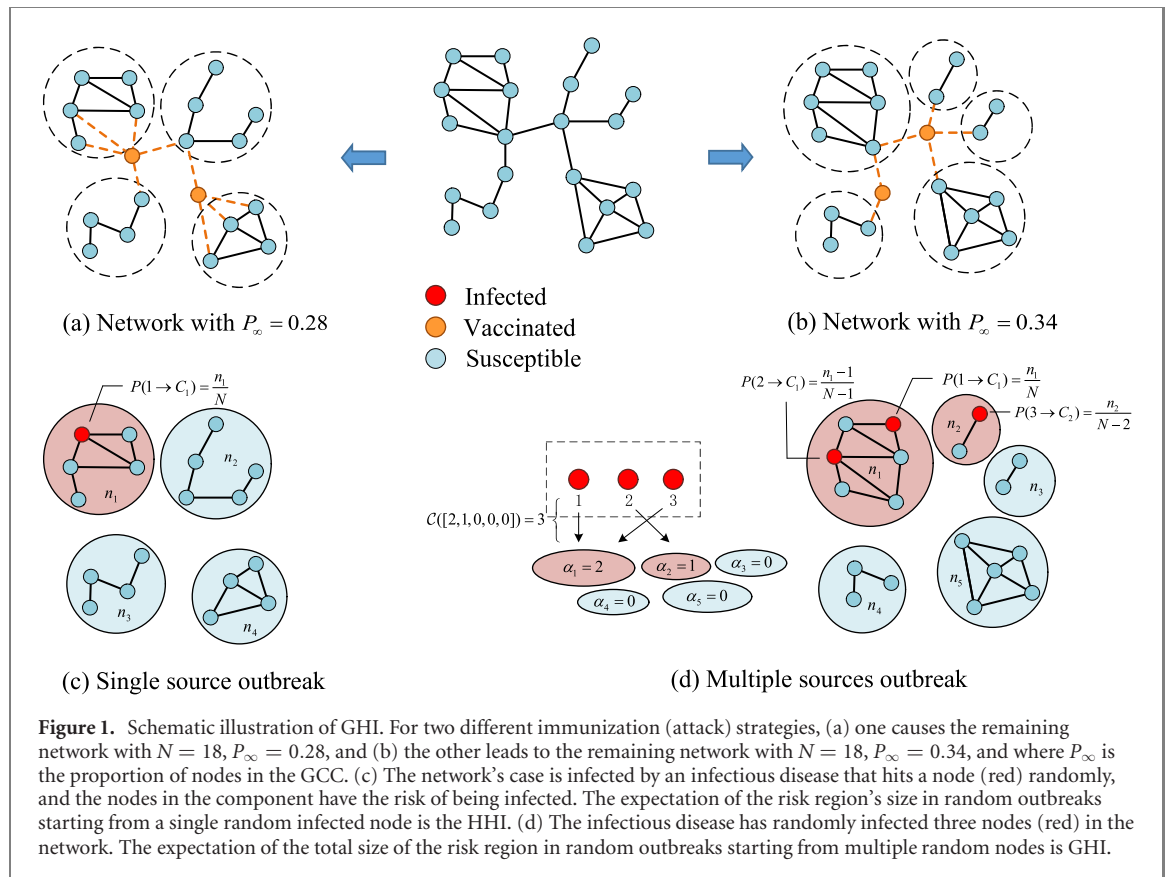 Infected
Vaccinated
Susceptible
(a) Network with P∞ = 0.28
(b) Network with P∞ = 0.34
P(1 → C₁) = n₁/N
n₁
n₂
n₃
n₄
(c) Single source outbreak
P(2 → C₁) = (n₁ − 1)/(N − 1)
P(1 → C₁) = n₁/N
P(3 → C₂) = n₂/(N − 2)
n₁
n₂
n₃
n₄
n₅
1 2 3
C([2,1,0,0,0]) = 3
α₁ = 2
α₂ = 1
α₃ = 0
α₄ = 0
α₅ = 0
(d) Multiple sources outbreak
Figure 1. Schematic illustration of GHI. For two different immunization (attack) strategies, (a) one causes the remaining
network with N = 18, P∞ = 0.28, and (b) the other leads to the remaining network with N = 18, P∞ = 0.34, and where P∞ is
the proportion of nodes in the GCC. (c) The network's case is infected by an infectious disease that hits a node (red) randomly,
and the nodes in the component have the risk of being infected. The expectation of the risk region's size in random outbreaks
starting from a single random infected node is the HHI. (d) The infectious disease has randomly infected three nodes (red) in the
network. The expectation of the total size of the risk region in random outbreaks starting from multiple random nodes is GHI.